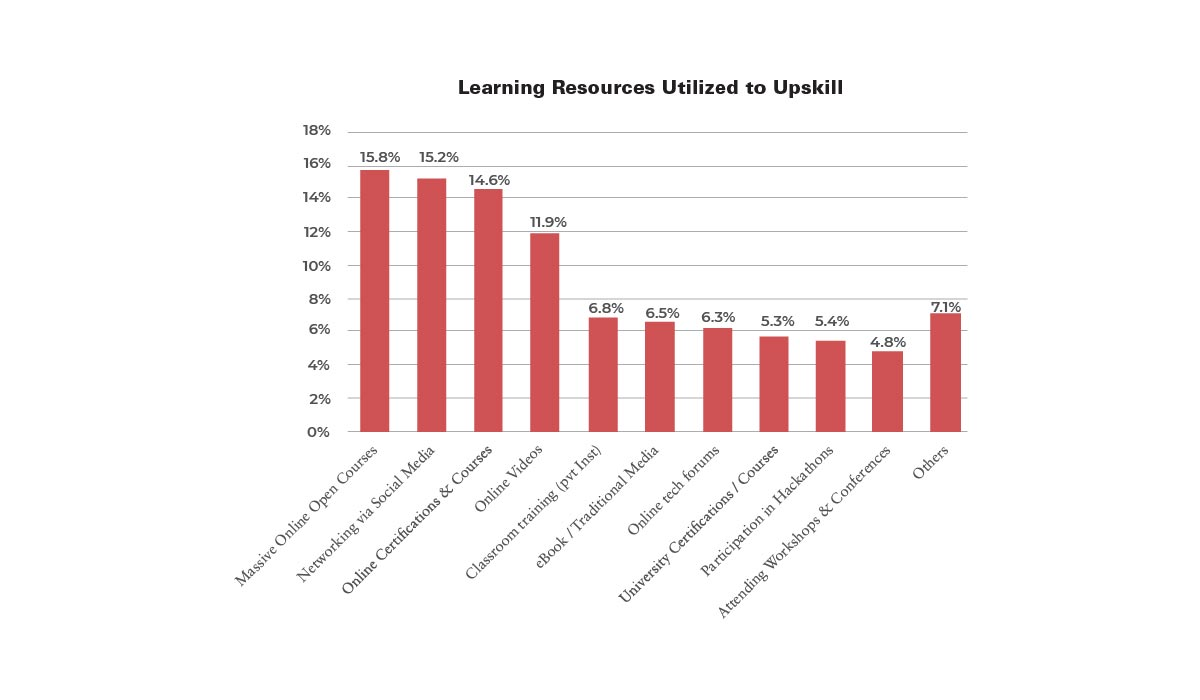 Learning Resources Utilized to Upskill
18%
16%
14%
12%
10%
8%
6%
4%
2%
0%
15.8%
15.2%
14.6%
11.9%
6.8%
6.5%
6.3%
5.3%
5.4%
4.8%
7.1%
Massive Online Open Courses
Networking via Social Media
Online Certifications & Courses
Online Videos
Classroom training (pvt Inst)
eBook / Traditional Media
Online tech forums
University Certifications / Courses
Participation in Hackathons
Attending Workshops & Conferences
Others